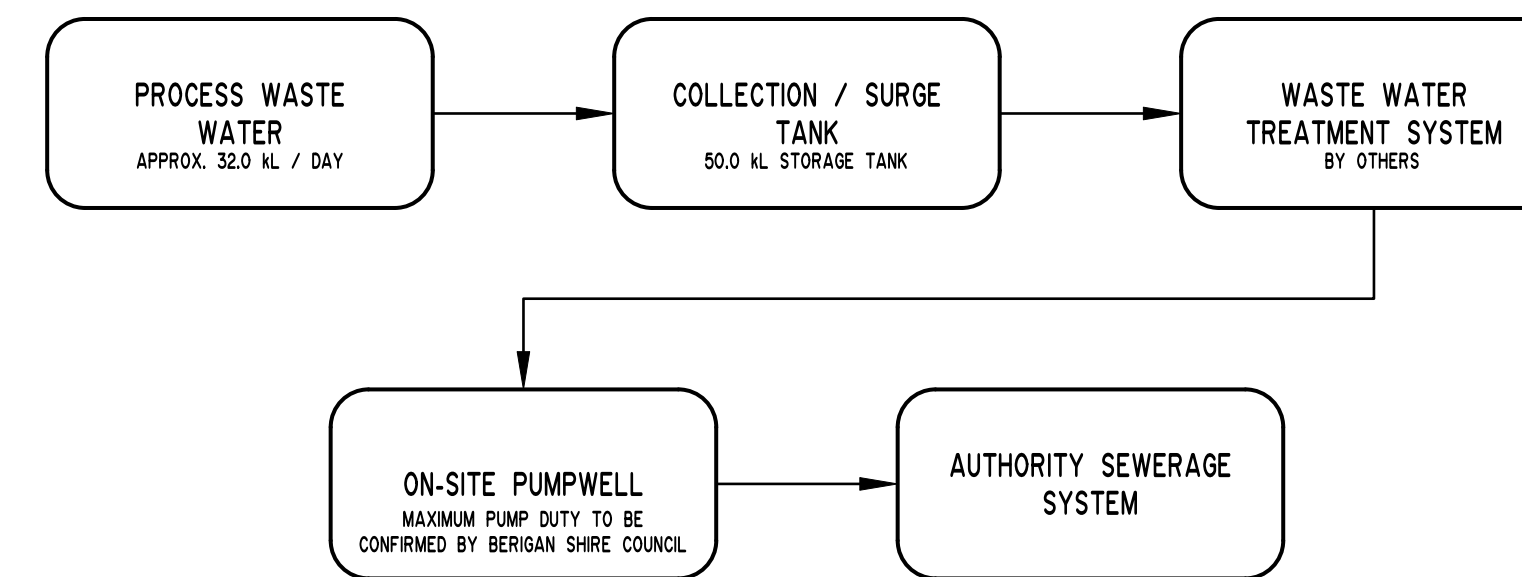 PROCESS WASTE
WATER
APPROX. 32.0 kL / DAY
COLLECTION / SURGE
TANK
50.0 kL STORAGE TANK
WASTE WATER
TREATMENT SYSTEM
BY OTHERS
ON-SITE PUMPWELL
MAXIMUM PUMP DUTY TO BE
CONFIRMED BY BERIGAN SHIRE COUNCIL
AUTHORITY SEWERAGE
SYSTEM